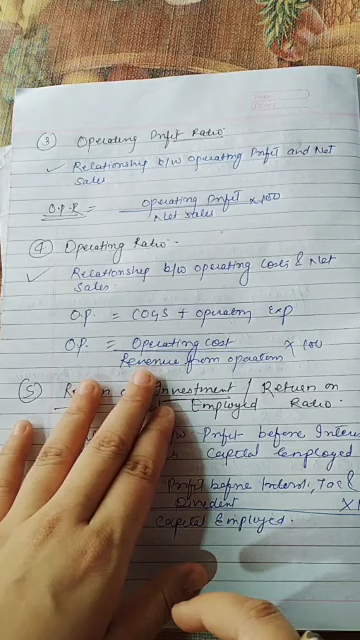 ③ Operating Profit Ratio
✓ Relationship b/w operating Profit and Net
Sales
O.P.R = Operating Profit × 100
Net sales
④ Operating Ratio.
✓ Relationship b/w operating cost & Net
Sales.
O.P. = COGS + operating Exp
O.P. = Operating cost × 100
Revenue from operation
⑤ Investment / Return on
Employed Ratio.
/W Profit before
Capital employed
Profit before Interest, Tax &
Dividend
Capital Employed.